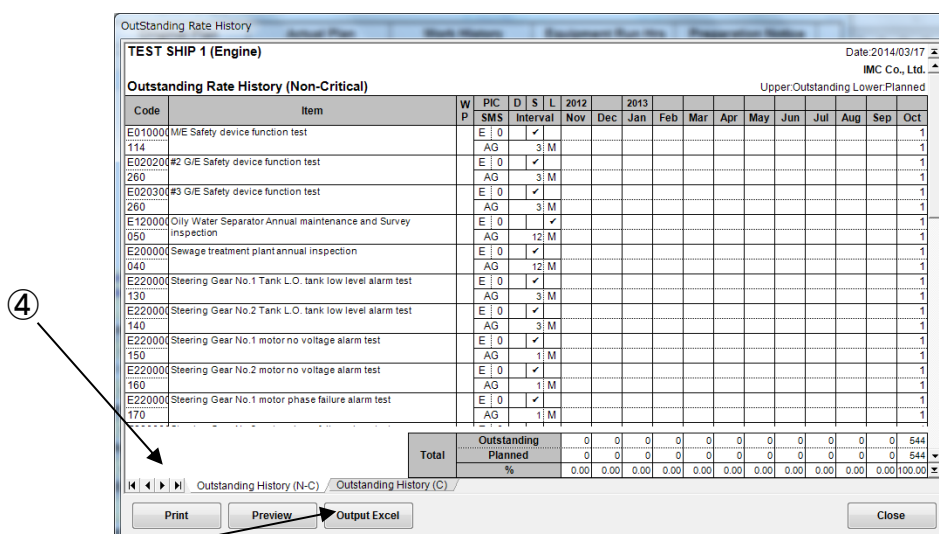 OutStanding Rate History
TEST SHIP 1 (Engine)
Date:2014/03/17
IMC Co., Ltd.
Outstanding Rate History (Non-Critical)
Upper:Outstanding Lower:Planned
Code Item W P PIC D S L 2012 2013
SMS Interval Nov Dec Jan Feb Mar Apr May Jun Jul Aug Sep Oct
E010000 M/E Safety device function test E 0 ✔ 1
114 AG 3 M 1
E020200 #2 G/E Safety device function test E 0 ✔ 1
260 AG 3 M 1
E020300 #3 G/E Safety device function test E 0 ✔ 1
260 AG 3 M 1
E120000 Oily Water Separator Annual maintenance and Survey E 0 ✔ 1
050 inspection AG 12 M 1
E200000 Sewage treatment plant annual inspection E 0 ✔ 1
040 AG 12 M 1
E220000 Steering Gear No.1 Tank L.O. tank low level alarm test E 0 ✔ 1
130 AG 3 M 1
E220000 Steering Gear No.2 Tank L.O. tank low level alarm test E 0 ✔ 1
140 AG 3 M 1
E220000 Steering Gear No.1 motor no voltage alarm test E 0 ✔ 1
150 AG 1 M 1
E220000 Steering Gear No.2 motor no voltage alarm test E 0 ✔ 1
160 AG 1 M 1
E220000 Steering Gear No.1 motor phase failure alarm test E 0 ✔ 1
170 AG 1 M 1
④
Total Outstanding 0 0 0 0 0 0 0 0 0 0 0 544
Planned 0 0 0 0 0 0 0 0 0 0 0 544
% 0.00 0.00 0.00 0.00 0.00 0.00 0.00 0.00 0.00 0.00 0.00 100.00
Outstanding History (N-C) Outstanding History (C)
Print Preview Output Excel Close